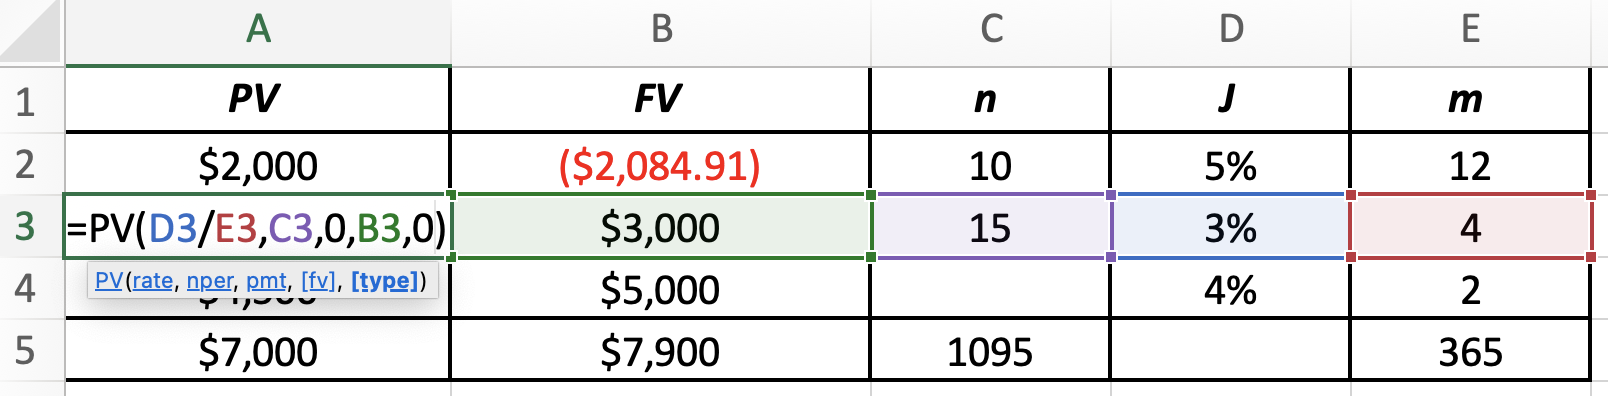 A B C D E
1 PV FV n J m
2 $2,000 ($2,084.91) 10 5% 12
3 =PV(D3/E3,C3,0,B3,0) $3,000 15 3% 4
PV(rate, nper, pmt, [fv], [type])
4 $5,000 4% 2
5 $7,000 $7,900 1095 365